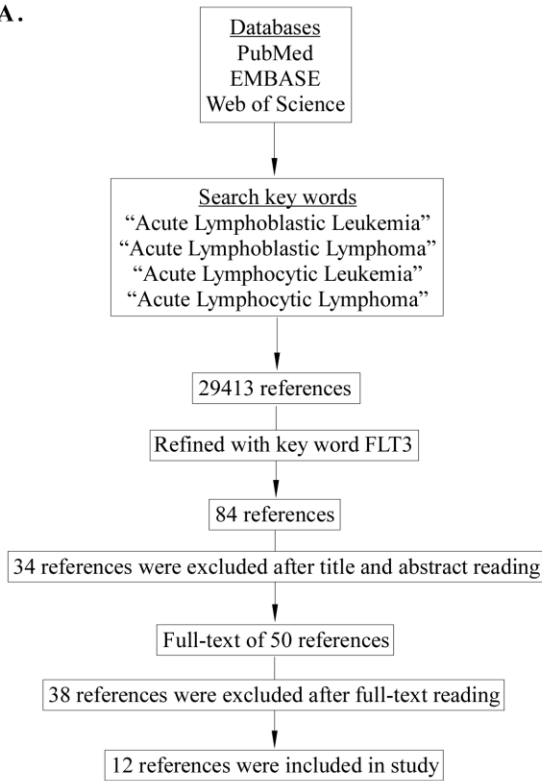 A.
Databases
PubMed
EMBASE
Web of Science
Search key words
“Acute Lymphoblastic Leukemia”
“Acute Lymphoblastic Lymphoma”
“Acute Lymphocytic Leukemia”
“Acute Lymphocytic Lymphoma”
29413 references
Refined with key word FLT3
84 references
34 references were excluded after title and abstract reading
Full-text of 50 references
38 references were excluded after full-text reading
12 references were included in study